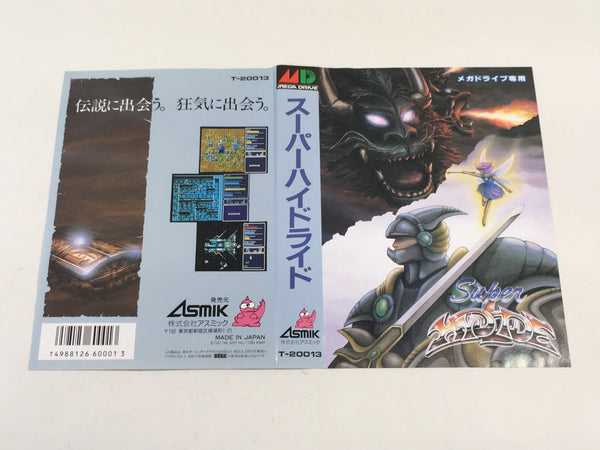 T-20013
伝説に出会う。 狂気に出会う。
発売元
ASMIK
株式会社アスミック
MADE IN JAPAN
T4988126 60001 3
MD
MEGA DRIVE
スーパーハイドライド
ASMIK
株式会社アスミック
T-20013
メガドライブ専用
Super
HYDLIDE